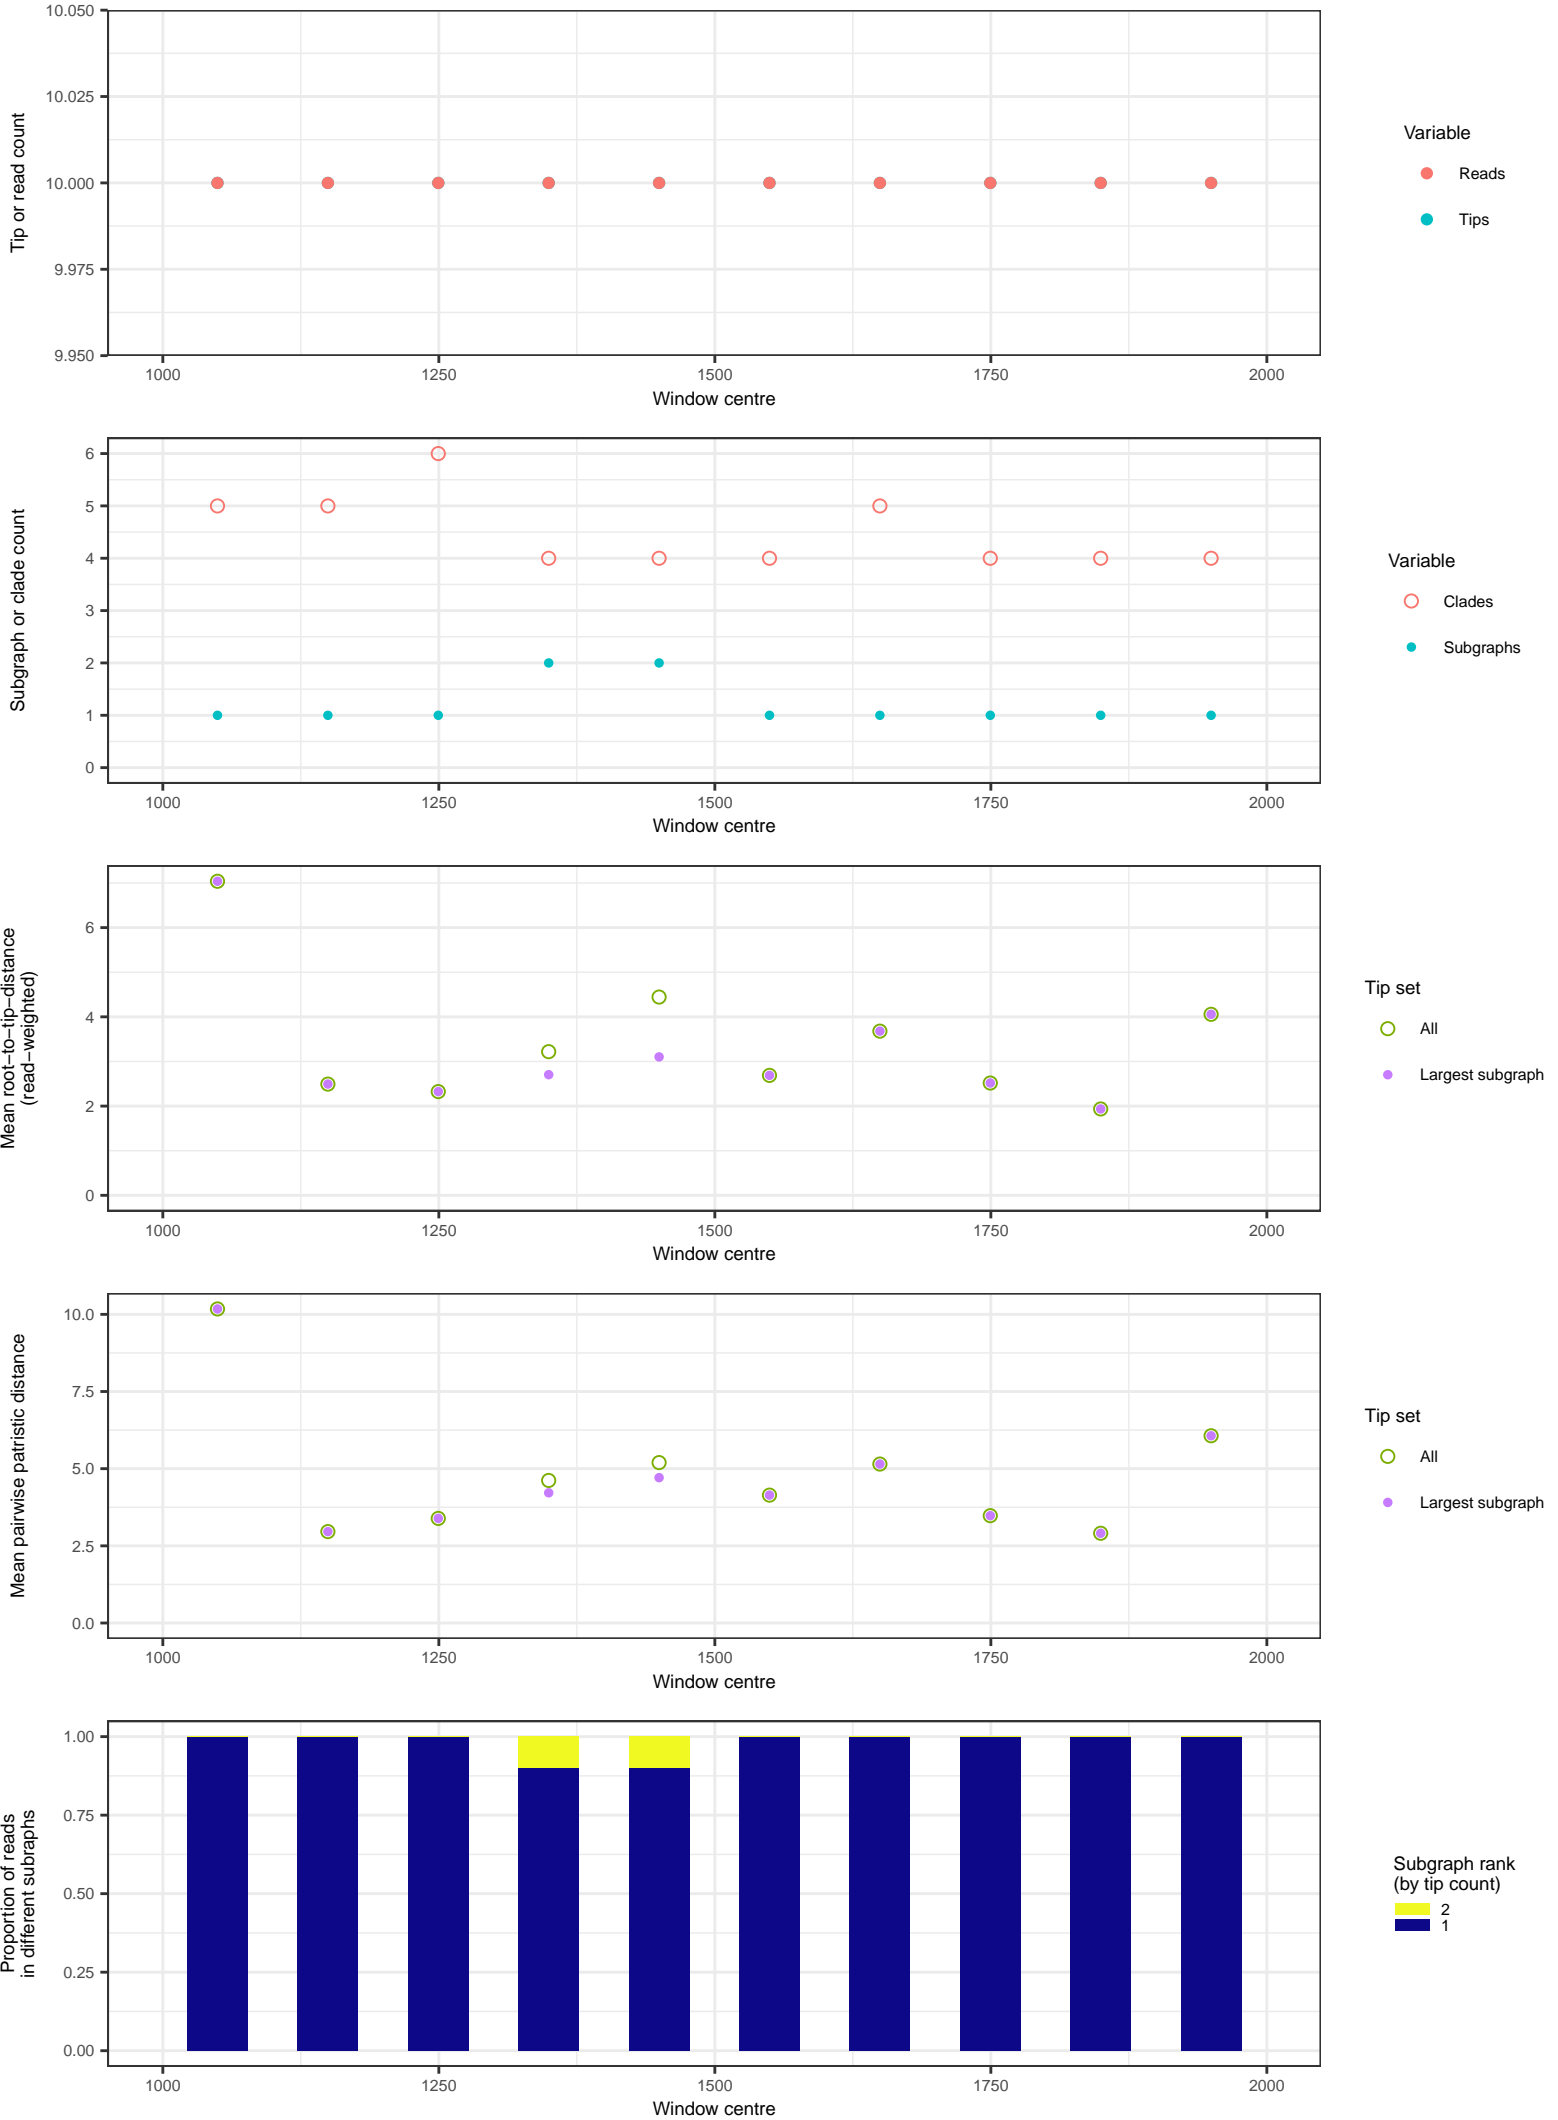 10.050
10.025
10.000
9.975
9.950
Tip or read count
1000
1250
1500
1750
2000
Window centre
Variable
Reads
Tips
6
5
4
3
2
1
0
Subgraph or clade count
1000
1250
1500
1750
2000
Window centre
Variable
Clades
Subgraphs
6
4
2
0
Mean root−to−tip−distance
(read−weighted)
1000
1250
1500
1750
2000
Window centre
Tip set
All
Largest subgraph
10.0
7.5
5.0
2.5
0.0
Mean pairwise patristic distance
1000
1250
1500
1750
2000
Window centre
Tip set
All
Largest subgraph
1.00
0.75
0.50
0.25
0.00
Proportion of reads
in different subraphs
1000
1250
1500
1750
2000
Window centre
Subgraph rank
(by tip count)
2
1